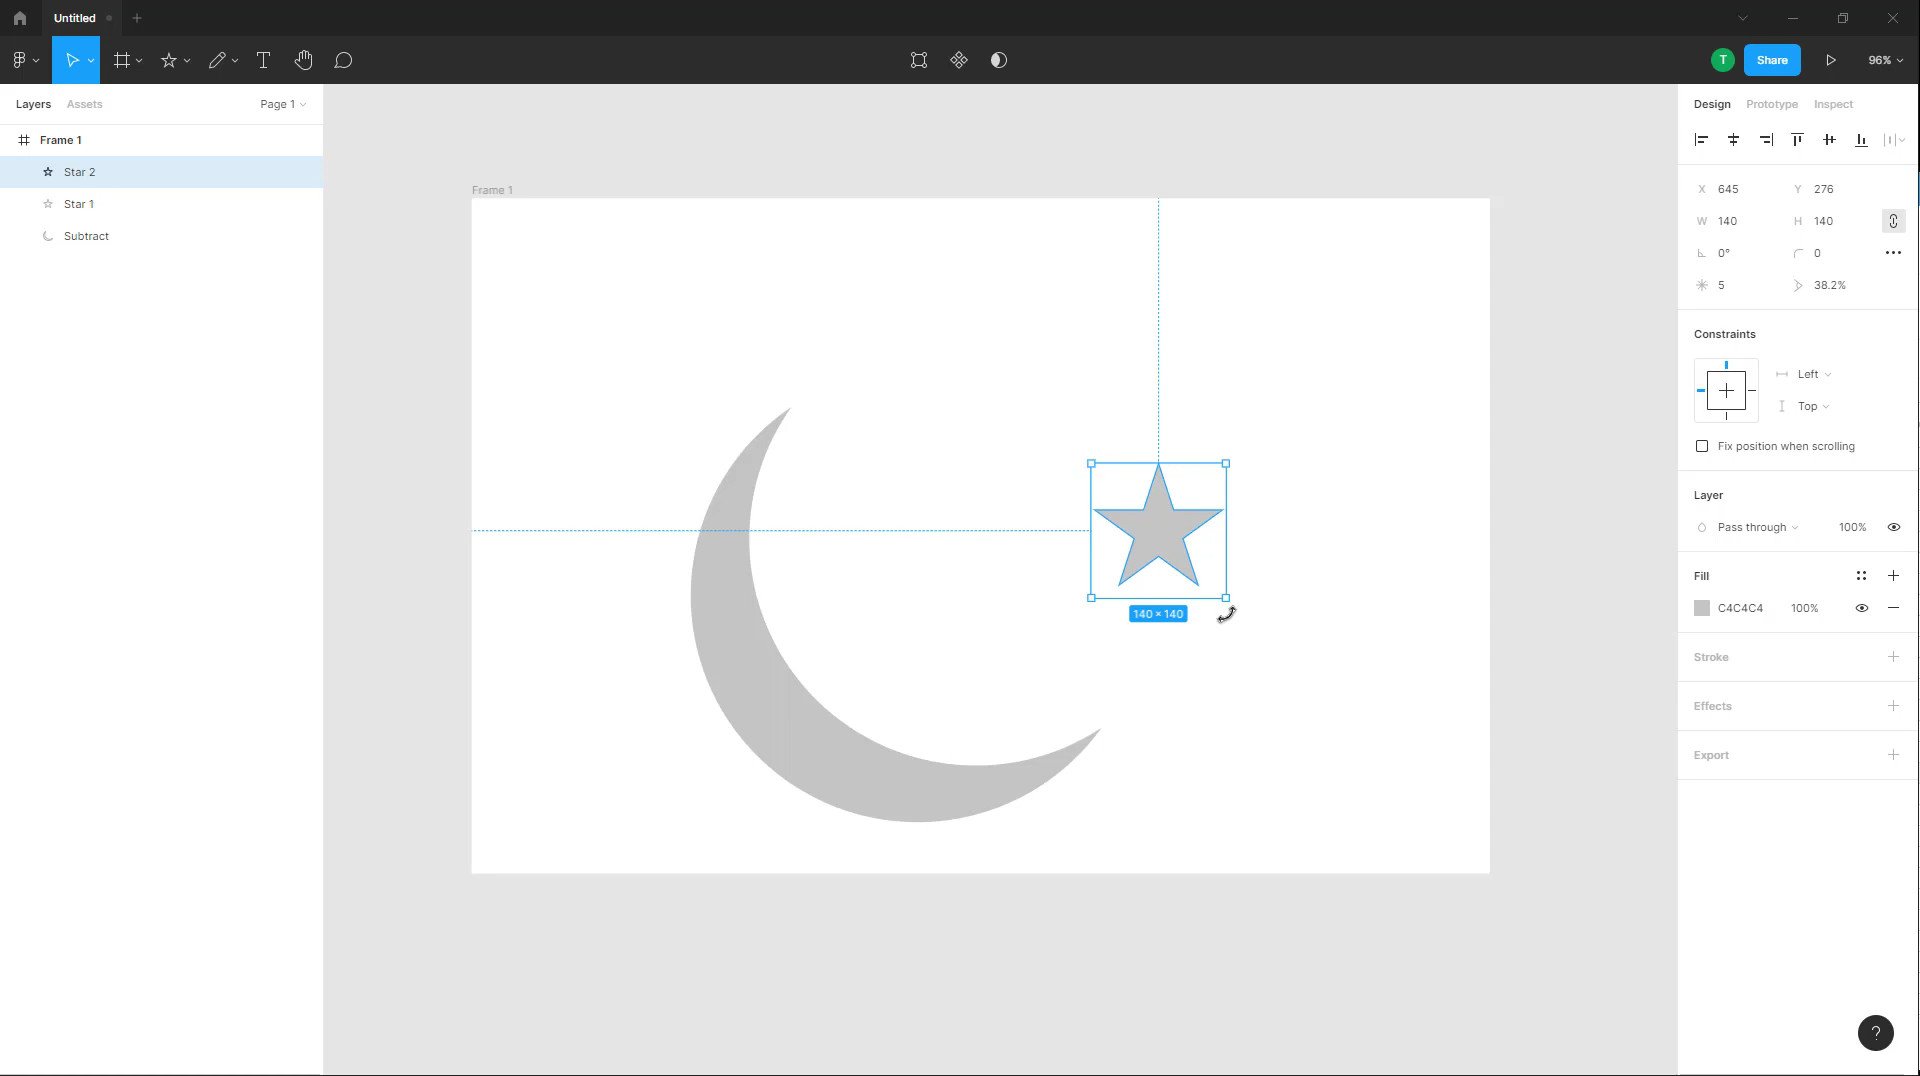 Untitled
T
Share
96%
Layers
Assets
Page 1
Design
Prototype
Inspect
Frame 1
Star 2
Star 1
Subtract
Frame 1
140 × 140
X 645
Y 276
W 140
H 140
0°
0
5
38.2%
Constraints
Left
Top
Fix position when scrolling
Layer
Pass through
100%
Fill
C4C4C4
100%
Stroke
Effects
Export
?